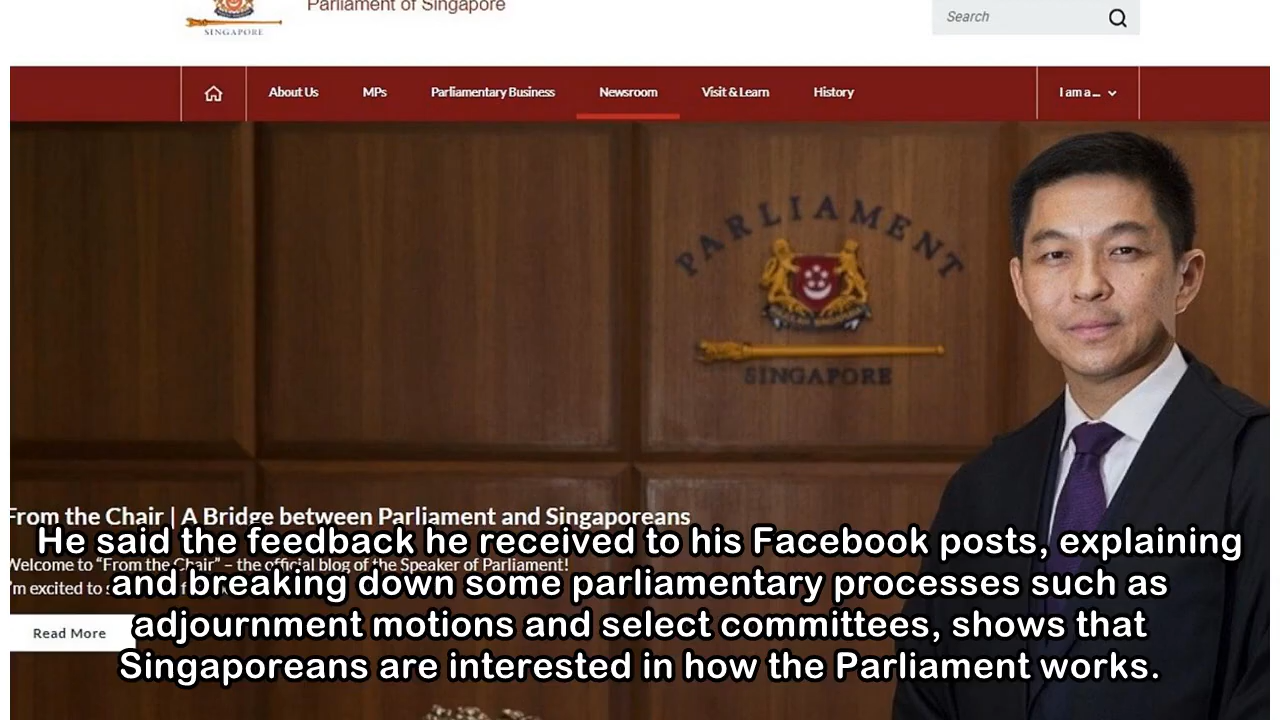 Parliament of Singapore
SINGAPORE
Search
About Us
MPs
Parliamentary Business
Newsroom
Visit & Learn
History
I am a ...
PARLIAMENT
SINGAPORE
From the Chair | A Bridge between Parliament and Singaporeans
Welcome to "From the Chair" – the official blog of the Speaker of Parliament!
I'm excited to
Read More
He said the feedback he received to his Facebook posts, explaining
and breaking down some parliamentary processes such as
adjournment motions and select committees, shows that
Singaporeans are interested in how the Parliament works.